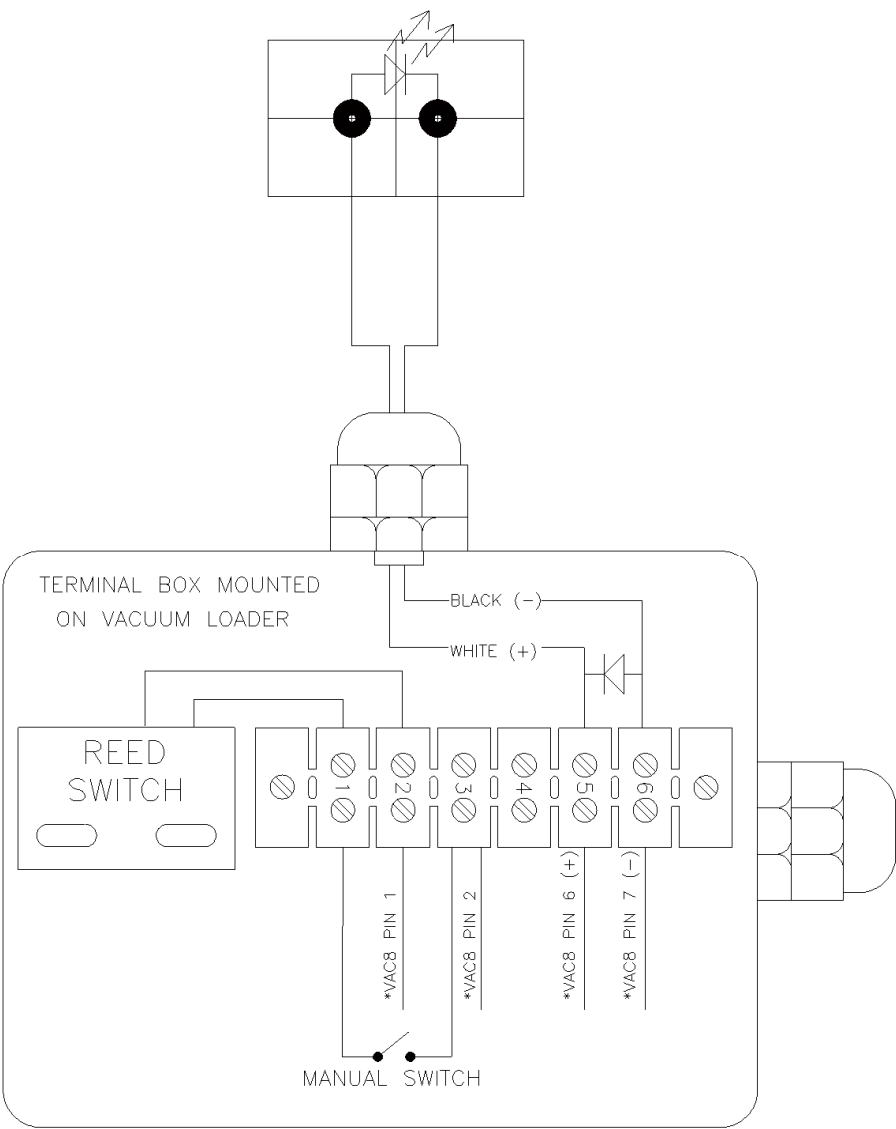 TERMINAL BOX MOUNTED
ON VACUUM LOADER
BLACK (-)
WHITE (+)
REED
SWITCH
1
2
3
4
5
6
*VAC8 PIN 1
*VAC8 PIN 2
*VAC8 PIN 6 (+)
*VAC8 PIN 7 (-)
MANUAL SWITCH